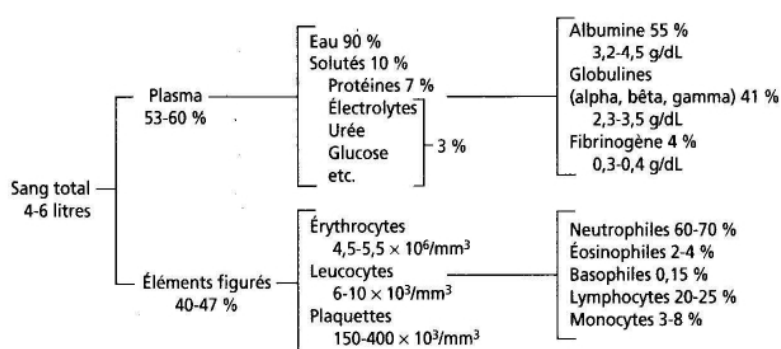 Sang total
4-6 litres
Plasma
53-60 %
Eau 90 %
Solutés 10 %
Protéines 7 %
Électrolytes
Urée
Glucose
etc.
3 %
Albumine 55 %
3,2-4,5 g/dL
Globulines
(alpha, bêta, gamma) 41 %
2,3-3,5 g/dL
Fibrinogène 4 %
0,3-0,4 g/dL
Éléments figurés
40-47 %
Érythrocytes
4,5-5,5 × 10⁶/mm³
Leucocytes
6-10 × 10³/mm³
Plaquettes
150-400 × 10³/mm³
Neutrophiles 60-70 %
Éosinophiles 2-4 %
Basophiles 0,15 %
Lymphocytes 20-25 %
Monocytes 3-8 %